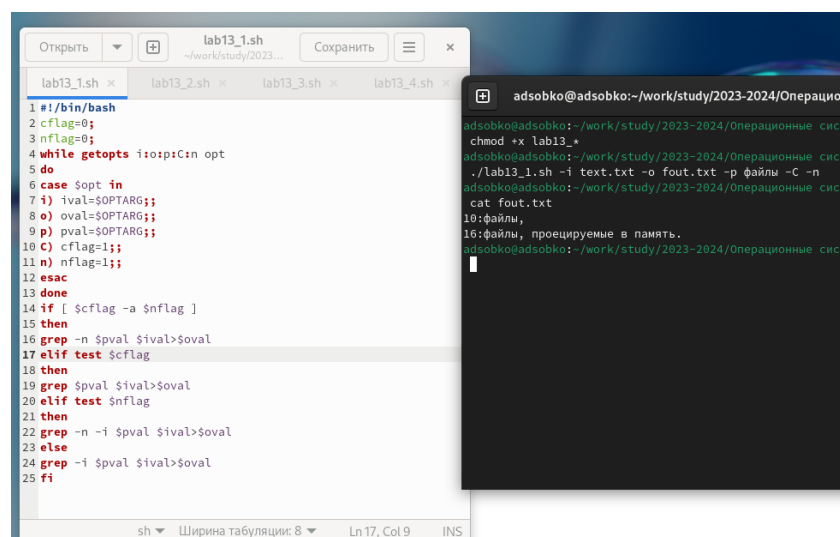 Открыть
lab13_1.sh
~/work/study/2023...
Сохранить
lab13_1.sh
lab13_2.sh
lab13_3.sh
lab13_4.sh
1 #!/bin/bash
2 cflag=0;
3 nflag=0;
4 while getopts i:o:p:C:n opt
5 do
6 case $opt in
7 i) ival=$OPTARG;;
8 o) oval=$OPTARG;;
9 p) pval=$OPTARG;;
10 C) cflag=1;;
11 n) nflag=1;;
12 esac
13 done
14 if [ $cflag -a $nflag ]
15 then
16 grep -n $pval $ival>$oval
17 elif test $cflag
18 then
19 grep $pval $ival>$oval
20 elif test $nflag
21 then
22 grep -n -i $pval $ival>$oval
23 else
24 grep -i $pval $ival>$oval
25 fi
sh Ширина табуляции: 8 Ln 17, Col 9 INS
adsobko@adsobko:~/work/study/2023-2024/Операцио
adsobko@adsobko:~/work/study/2023-2024/Операционные сис
chmod +x lab13_*
adsobko@adsobko:~/work/study/2023-2024/Операционные сис
./lab13_1.sh -i text.txt -o fout.txt -p файлы -C -n
adsobko@adsobko:~/work/study/2023-2024/Операционные сис
cat fout.txt
10:файлы,
16:файлы, проецируемые в память.
adsobko@adsobko:~/work/study/2023-2024/Операционные сис